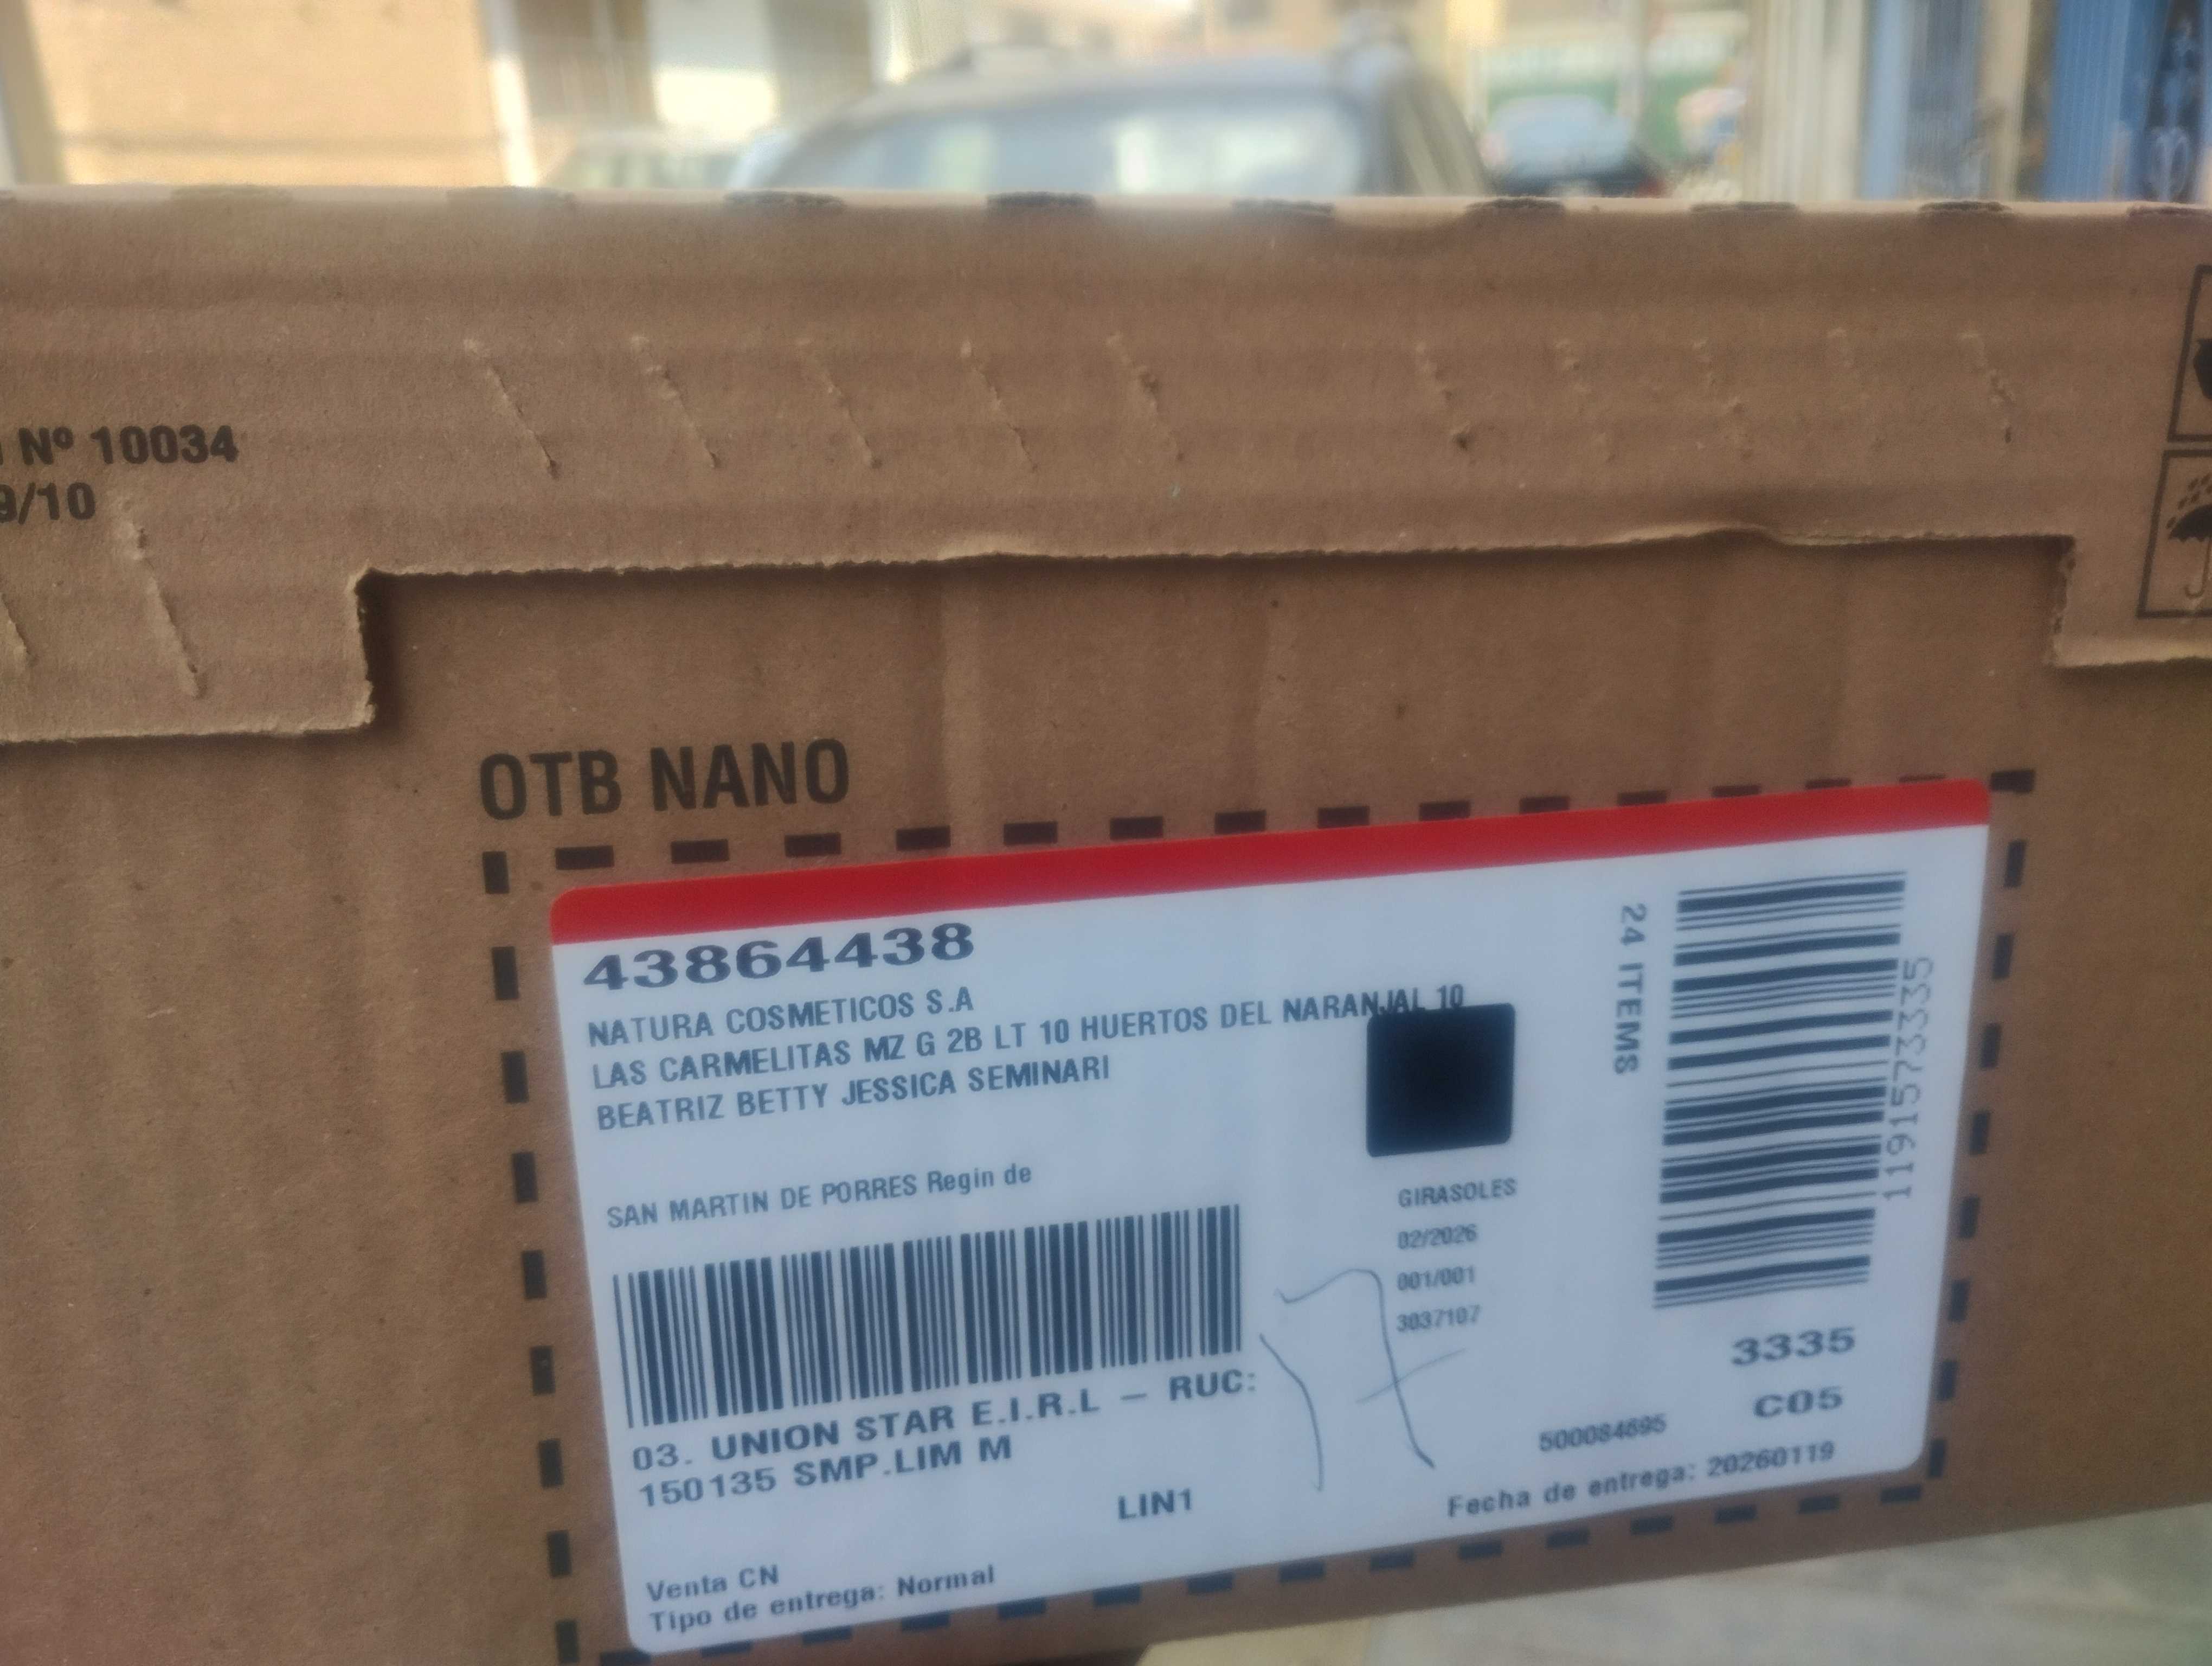 Nº 10034
9/10
OTB NANO
43864438
NATURA COSMETICOS S.A
LAS CARMELITAS MZ G 2B LT 10 HUERTOS DEL NARANJAL 10
BEATRIZ BETTY JESSICA SEMINARI
SAN MARTIN DE PORRES Regin de
03. UNION STAR E.I.R.L – RUC:
150135 SMP.LIM M
LIN1
Venta CN
Tipo de entrega: Normal
GIRASOLES
02/2026
001/001
3037107
17
24 ITEMS
1191573335
3335
C05
500084695
Fecha de entrega: 20260119